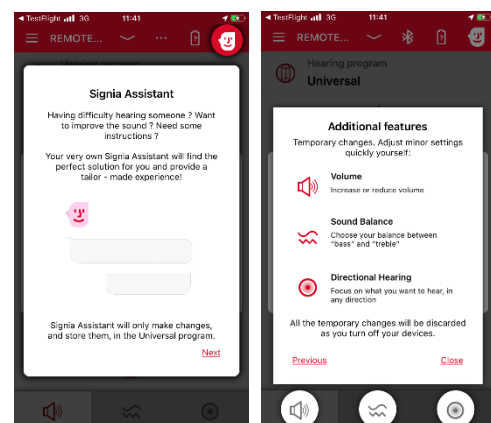 ◀ TestFlight 3G 11:41
REMOTE...
Signia Assistant
Having difficulty hearing someone ? Want
to improve the sound ? Need some
instructions ?
Your very own Signia Assistant will find the
perfect solution for you and provide a
tailor - made experience!
Signia Assistant will only make changes,
and store them, in the Universal program.
Next
◀ TestFlight 3G 11:41
REMOTE...
Hearing program
Universal
Additional features
Temporary changes. Adjust minor settings
quickly yourself:
Volume
Increase or reduce volume
Sound Balance
Choose your balance between
"bass" and "treble"
Directional Hearing
Focus on what you want to hear, in
any direction
All the temporary changes will be discarded
as you turn off your devices.
Previous Close